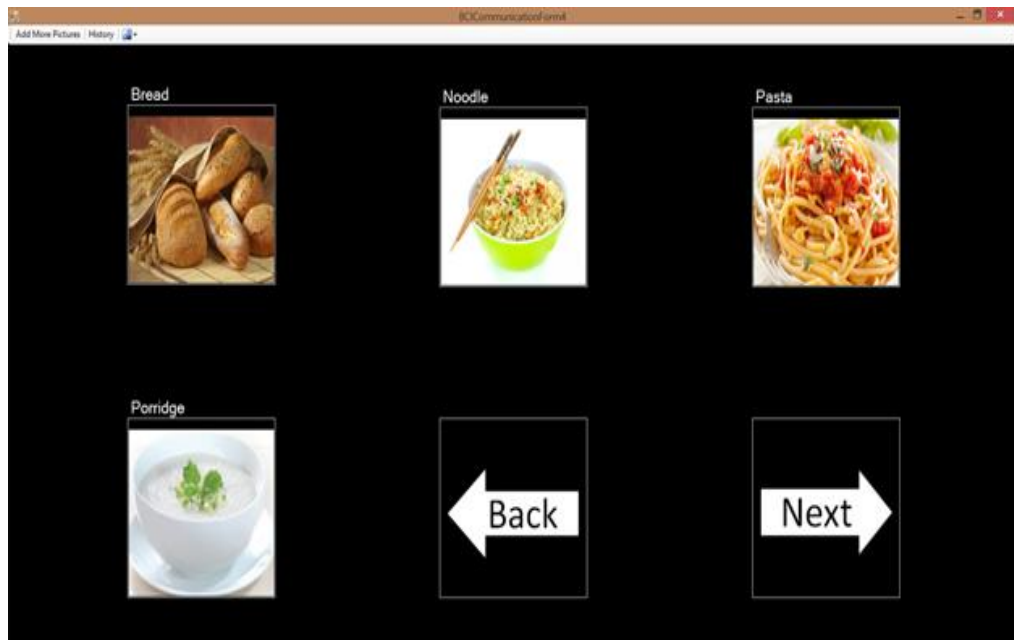 BCICommunicationForm4
Add More Pictures History
Bread
Noodle
Pasta
Porridge
Back
Next